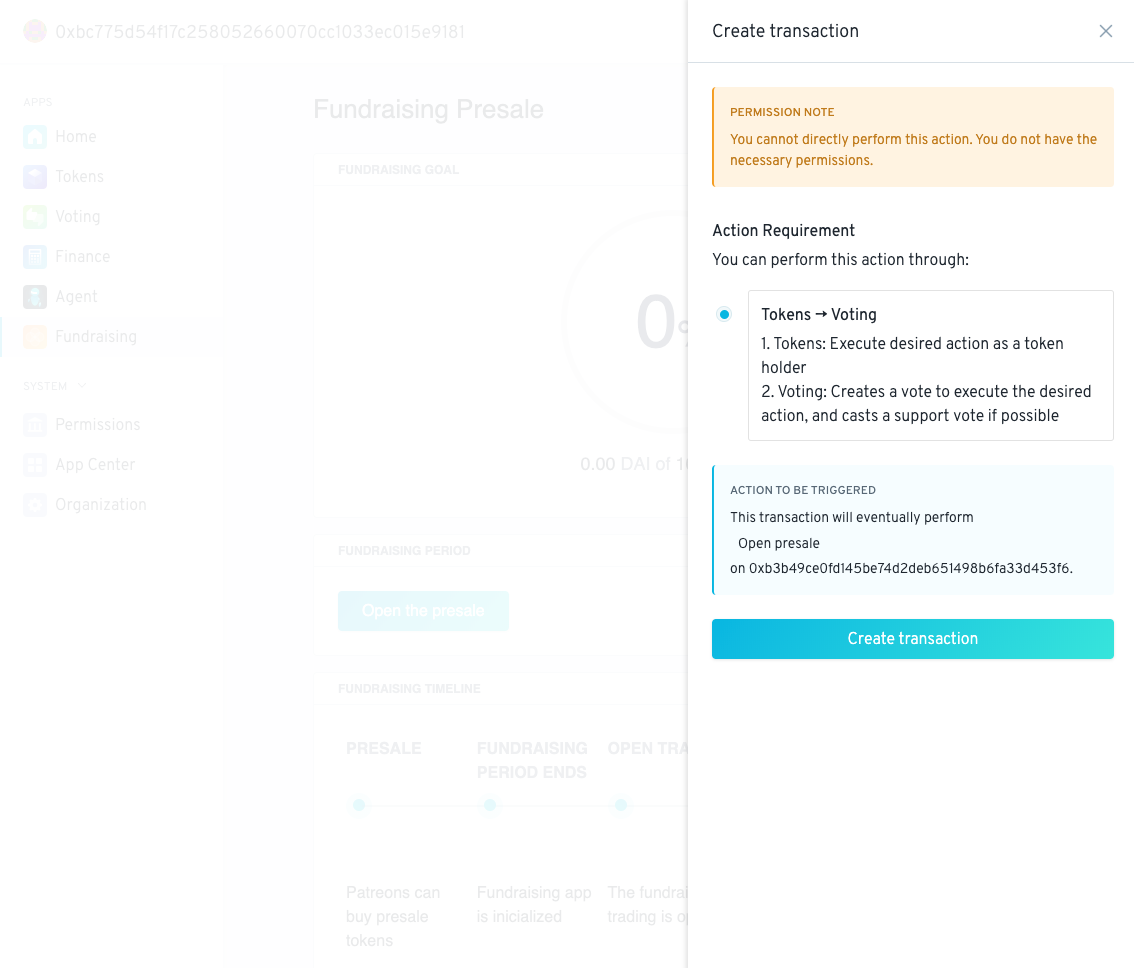 0xbc775d54f17c258052660070cc1033ec015e9181
APPS
Home
Tokens
Voting
Finance
Agent
Fundraising
SYSTEM
Permissions
App Center
Organization
Fundraising Presale
FUNDRAISING GOAL
0%
0.00 DAI of
FUNDRAISING PERIOD
Open the presale
FUNDRAISING TIMELINE
PRESALE
Patreons can
buy presale
tokens
FUNDRAISING
PERIOD ENDS
Fundraising app
is inicialized
OPEN TRA
The fundrai
trading is op
Create transaction
PERMISSION NOTE
You cannot directly perform this action. You do not have the
necessary permissions.
Action Requirement
You can perform this action through:
Tokens → Voting
1. Tokens: Execute desired action as a token
holder
2. Voting: Creates a vote to execute the desired
action, and casts a support vote if possible
ACTION TO BE TRIGGERED
This transaction will eventually perform
Open presale
on 0xb3b49ce0fd145be74d2deb651498b6fa33d453f6.
Create transaction